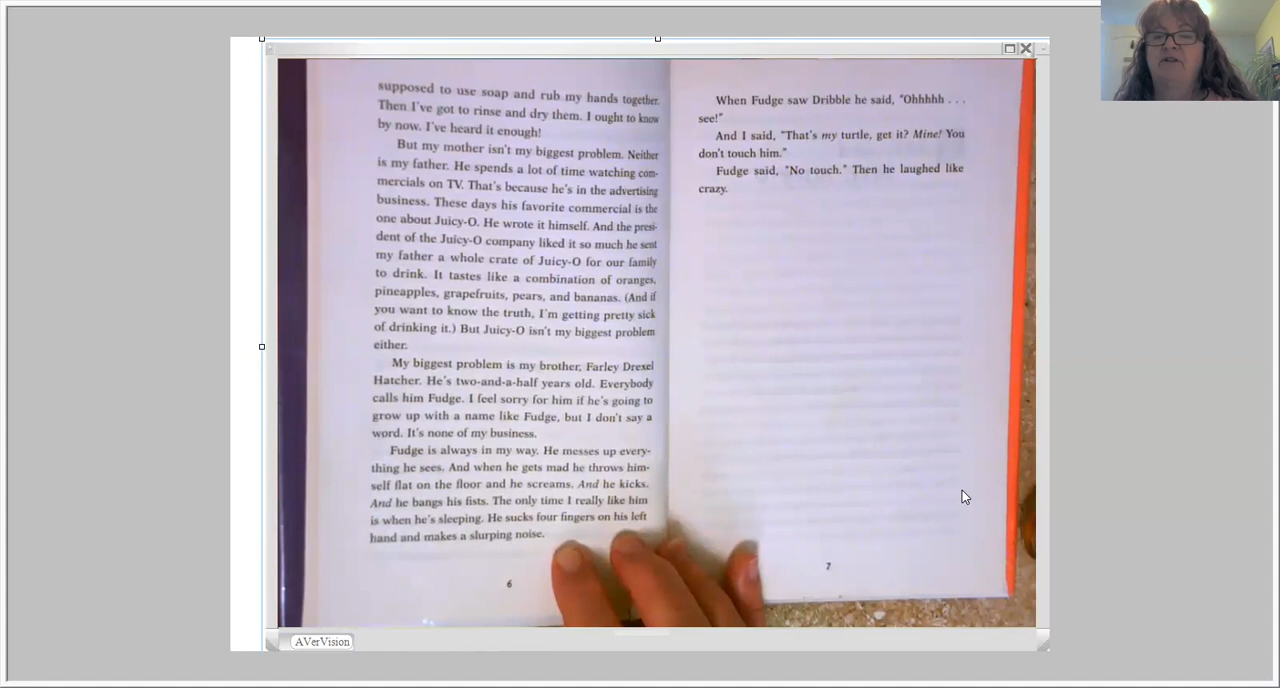 supposed to use soap and rub my hands together.
Then I've got to rinse and dry them. I ought to know
by now. I've heard it enough!
But my mother isn't my biggest problem. Neither
is my father. He spends a lot of time watching com-
mercials on TV. That's because he's in the advertising
business. These days his favorite commercial is the
one about Juicy-O. He wrote it himself. And the presi-
dent of the Juicy-O company liked it so much he sent
my father a whole crate of Juicy-O for our family
to drink. It tastes like a combination of oranges,
pineapples, grapefruits, pears, and bananas. (And if
you want to know the truth, I'm getting pretty sick
of drinking it.) But Juicy-O isn't my biggest problem
either.
My biggest problem is my brother, Farley Drexel
Hatcher. He's two-and-a-half years old. Everybody
calls him Fudge. I feel sorry for him if he's going to
grow up with a name like Fudge, but I don't say a
word. It's none of my business.
Fudge is always in my way. He messes up every-
thing he sees. And when he gets mad he throws him-
self flat on the floor and he screams. And he kicks.
And he bangs his fists. The only time I really like him
is when he's sleeping. He sucks four fingers on his left
hand and makes a slurping noise.
6
When Fudge saw Dribble he said, "Ohhhhh . . .
see!"
And I said, "That's my turtle, get it? Mine! You
don't touch him."
Fudge said, "No touch." Then he laughed like
crazy.
7
AVerVision